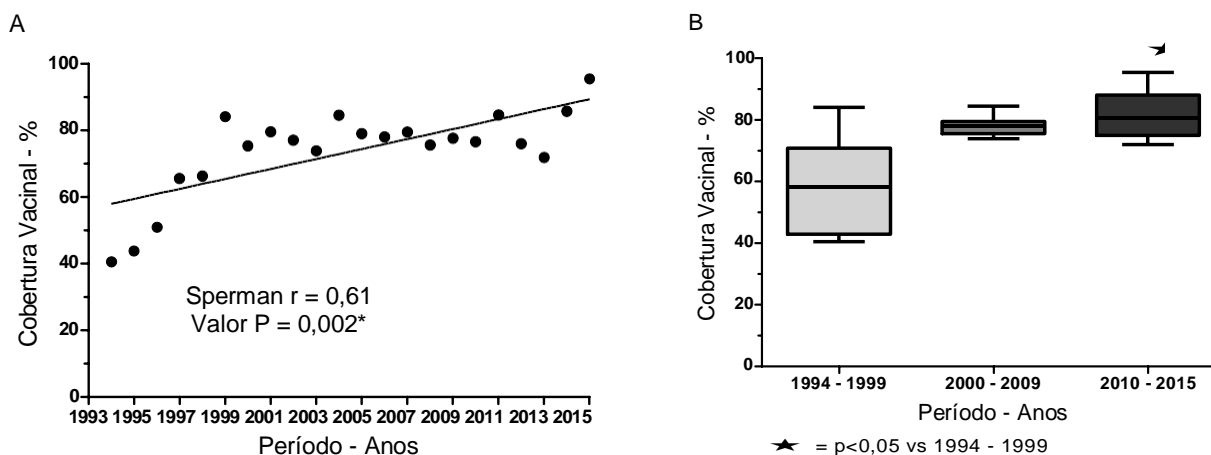 A
Cobertura Vacinal - %
100
80
60
40
20
0
Sperman r = 0,61
Valor P = 0,002*
1993 1995 1997 1999 2001 2003 2005 2007 2009 2011 2013 2015
Período - Anos
B
Cobertura Vacinal - %
100
80
60
40
20
0
1994 - 1999 2000 - 2009 2010 - 2015
Período - Anos
★ = p<0,05 vs 1994 - 1999